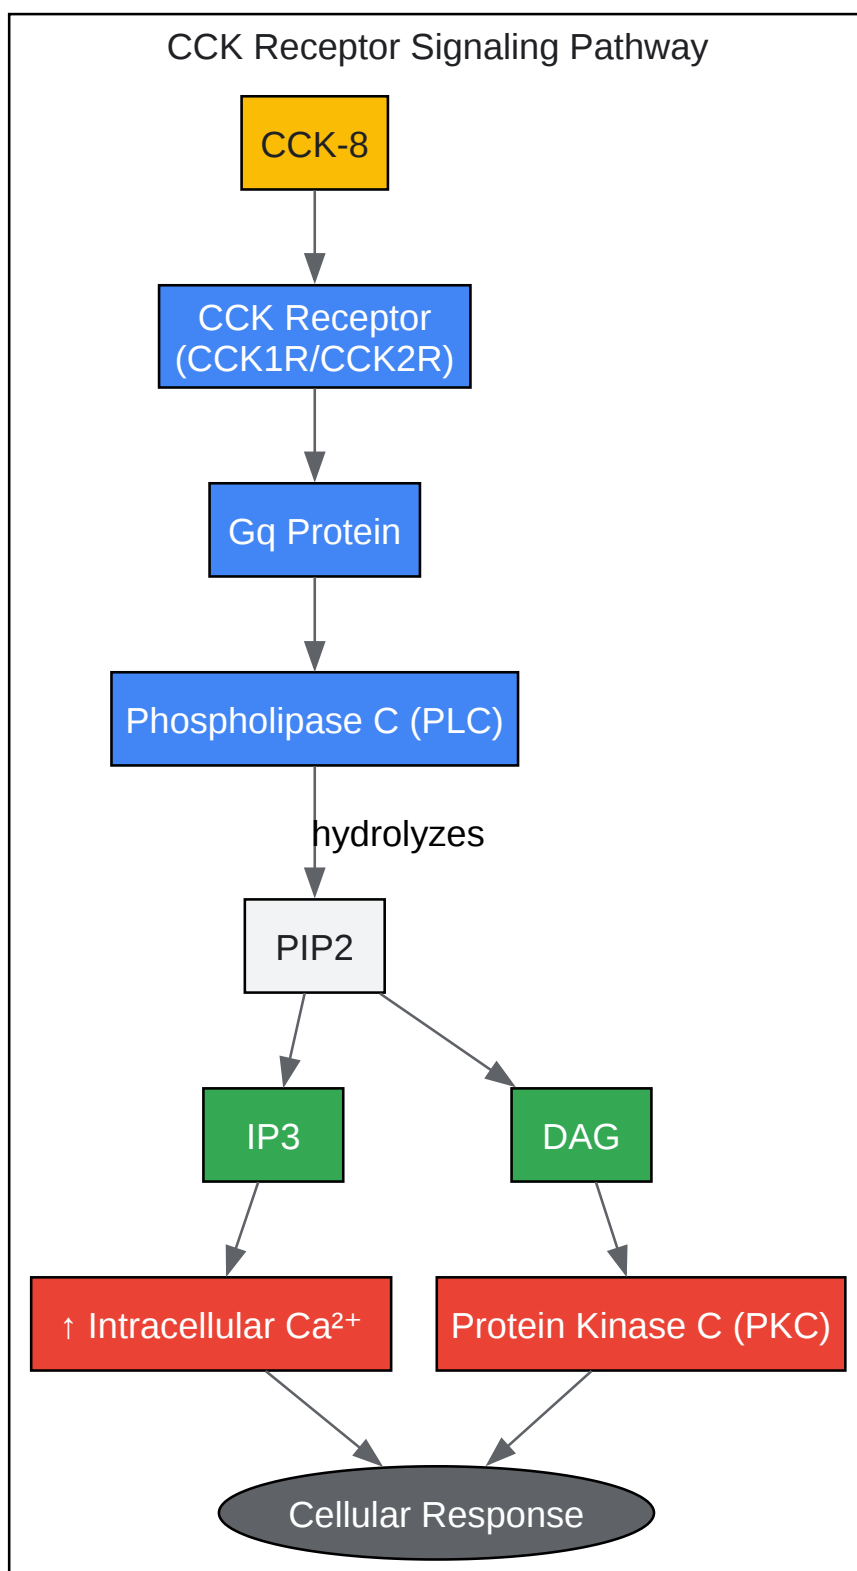 CCK Receptor Signaling Pathway
CCK-8
CCK Receptor
(CCK1R/CCK2R)
Gq Protein
Phospholipase C (PLC)
hydrolyzes
PIP2
IP3
DAG
↑ Intracellular Ca²⁺
Protein Kinase C (PKC)
Cellular Response